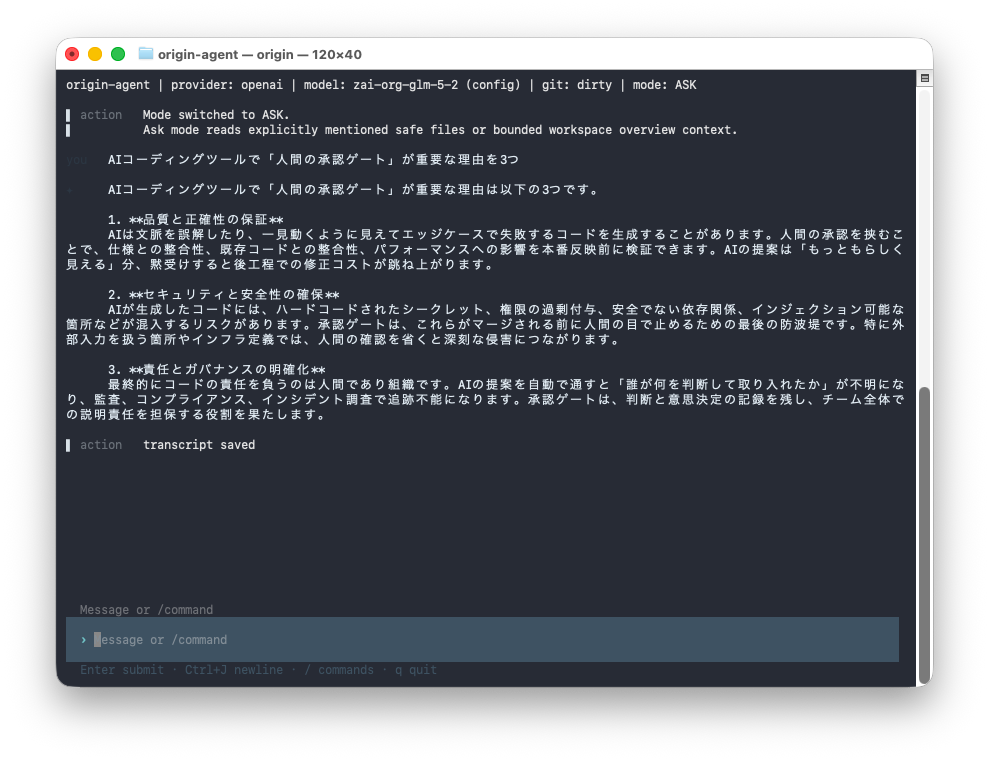 origin-agent — origin — 120×40
origin-agent | provider: openai | model: zai-org-glm-5-2 (config) | git: dirty | mode: ASK
action Mode switched to ASK.
Ask mode reads explicitly mentioned safe files or bounded workspace overview context.
you AIコーディングツールで「人間の承認ゲート」が重要な理由を3つ
AIコーディングツールで「人間の承認ゲート」が重要な理由は以下の3つです。
1. **品質と正確性の保証**
AIは文脈を誤解したり、一見動くように見えてエッジケースで失敗するコードを生成することがあります。人間の承認を挟むこ
とで、仕様との整合性、既存コードとの整合性、パフォーマンスへの影響を本番反映前に検証できます。AIの提案は「もっともらしく
見える」分、黙受けすると後工程での修正コストが跳ね上がります。
2. **セキュリティと安全性の確保**
AIが生成したコードには、ハードコードされたシークレット、権限の過剰付与、安全でない依存関係、インジェクション可能な
箇所などが混入するリスクがあります。承認ゲートは、これらがマージされる前に人間の目で止めるための最後の防波堤です。特に外
部入力を扱う箇所やインフラ定義では、人間の確認を省くと深刻な侵害につながります。
3. **責任とガバナンスの明確化**
最終的にコードの責任を負うのは人間であり組織です。AIの提案を自動で通すと「誰が何を判断して取り入れたか」が不明にな
り、監査、コンプライアンス、インシデント調査で追跡不能になります。承認ゲートは、判断と意思決定の記録を残し、チーム全体で
の説明責任を担保する役割を果たします。
action transcript saved
Message or /command
› essage or /command
Enter submit · Ctrl+J newline · / commands · q quit